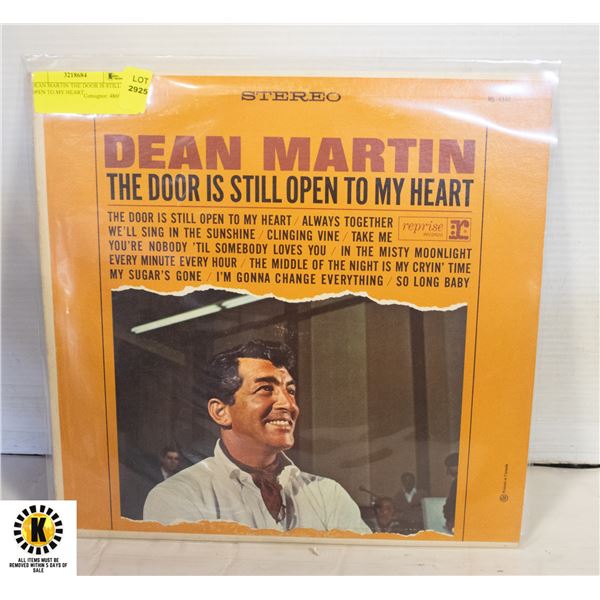 3218684
DEAN MARTIN THE DOOR IS STILL
OPEN TO MY HEART
Consignor:
LOT
2925
STEREO
DEAN MARTIN
THE DOOR IS STILL OPEN TO MY HEART
THE DOOR IS STILL OPEN TO MY HEART / ALWAYS TOGETHER
WE'LL SING IN THE SUNSHINE / CLINGING VINE / TAKE ME
YOU'RE NOBODY 'TIL SOMEBODY LOVES YOU / IN THE MISTY MOONLIGHT
EVERY MINUTE EVERY HOUR / THE MIDDLE OF THE NIGHT IS MY CRYIN' TIME
MY SUGAR'S GONE / I'M GONNA CHANGE EVERYTHING / SO LONG BABY
reprise
RECORDS
K
ALL ITEMS MUST BE
REMOVED WITHIN 5 DAYS OF
SALE